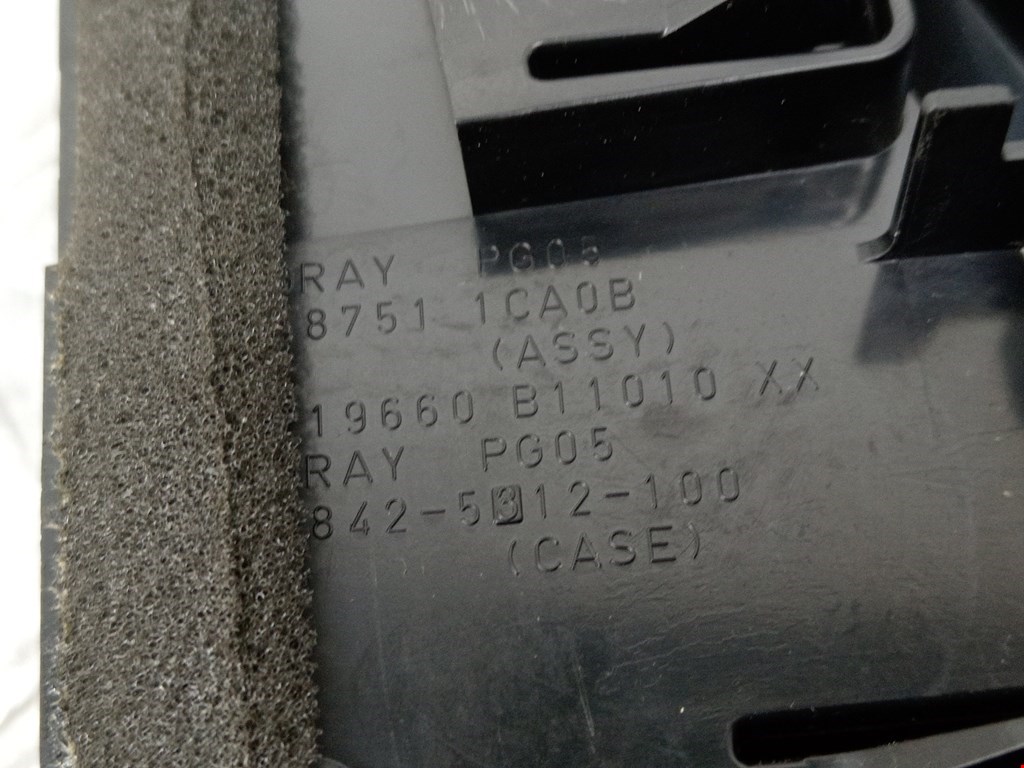 RAY PG05
8751 1CA0B
(ASSY)
19660 B11010 XX
RAY PG05
842-5312-100
(CASE)